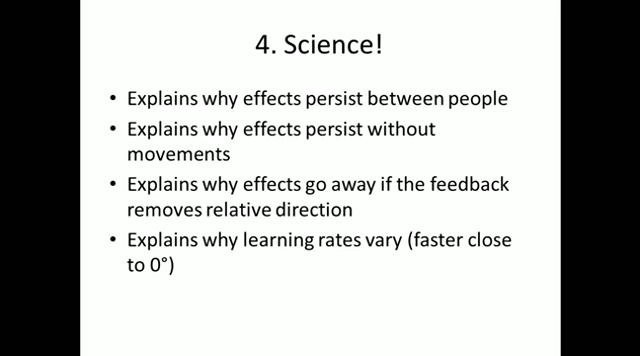 4. Science!
• Explains why effects persist between people
• Explains why effects persist without
movements
• Explains why effects go away if the feedback
removes relative direction
• Explains why learning rates vary (faster close
to 0°)